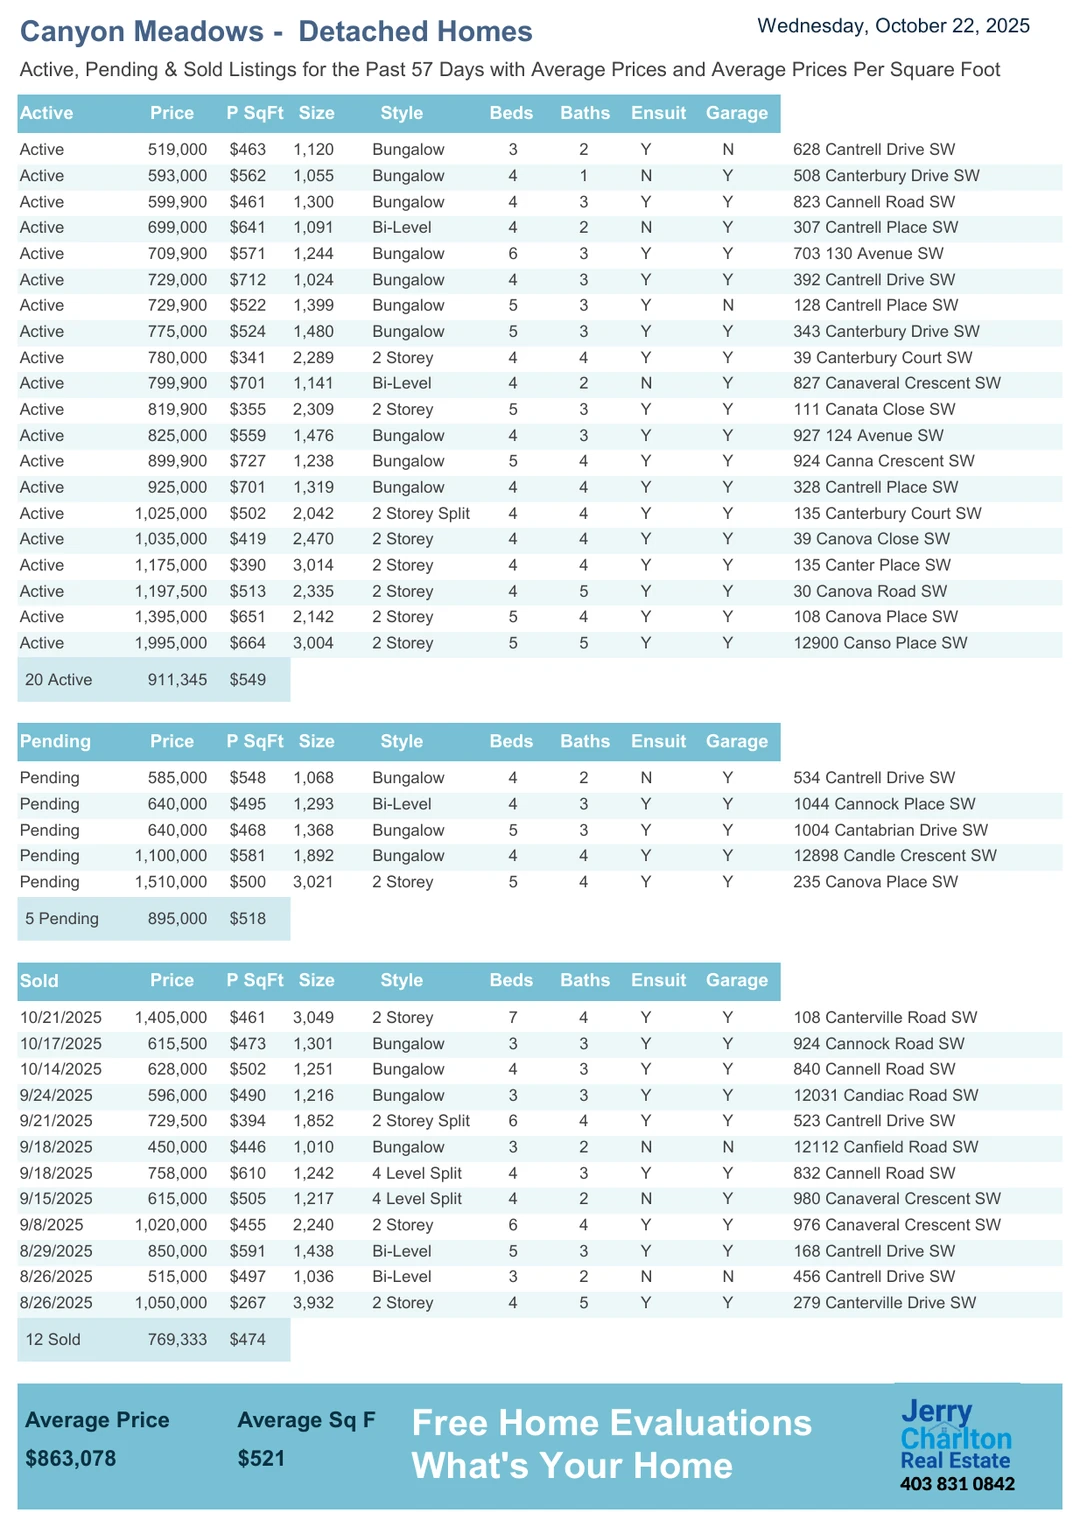 Canyon Meadows -  Detached Homes
Wednesday, October 22, 2025
Active, Pending & Sold Listings for the Past 57 Days with Average Prices and Average Prices Per Square Foot
Active Price P SqFt Size Style Beds Baths Ensuit Garage
Active 519,000 $463 1,120 Bungalow 3 2 Y N 628 Cantrell Drive SW
Active 593,000 $562 1,055 Bungalow 4 1 N Y 508 Canterbury Drive SW
Active 599,900 $461 1,300 Bungalow 4 3 Y Y 823 Cannell Road SW
Active 699,000 $641 1,091 Bi-Level 4 2 N Y 307 Cantrell Place SW
Active 709,900 $571 1,244 Bungalow 6 3 Y Y 703 130 Avenue SW
Active 729,000 $712 1,024 Bungalow 4 3 Y Y 392 Cantrell Drive SW
Active 729,900 $522 1,399 Bungalow 5 3 Y N 128 Cantrell Place SW
Active 775,000 $524 1,480 Bungalow 5 3 Y Y 343 Canterbury Drive SW
Active 780,000 $341 2,289 2 Storey 4 4 Y Y 39 Canterbury Court SW
Active 799,900 $701 1,141 Bi-Level 4 2 N Y 827 Canaveral Crescent SW
Active 819,900 $355 2,309 2 Storey 5 3 Y Y 111 Canata Close SW
Active 825,000 $559 1,476 Bungalow 4 3 Y Y 927 124 Avenue SW
Active 899,900 $727 1,238 Bungalow 5 4 Y Y 924 Canna Crescent SW
Active 925,000 $701 1,319 Bungalow 4 4 Y Y 328 Cantrell Place SW
Active 1,025,000 $502 2,042 2 Storey Split 4 4 Y Y 135 Canterbury Court SW
Active 1,035,000 $419 2,470 2 Storey 4 4 Y Y 39 Canova Close SW
Active 1,175,000 $390 3,014 2 Storey 4 4 Y Y 135 Canter Place SW
Active 1,197,500 $513 2,335 2 Storey 4 5 Y Y 30 Canova Road SW
Active 1,395,000 $651 2,142 2 Storey 5 4 Y Y 108 Canova Place SW
Active 1,995,000 $664 3,004 2 Storey 5 5 Y Y 12900 Canso Place SW
20 Active 911,345 $549
Pending Price P SqFt Size Style Beds Baths Ensuit Garage
Pending 585,000 $548 1,068 Bungalow 4 2 N Y 534 Cantrell Drive SW
Pending 640,000 $495 1,293 Bi-Level 4 3 Y Y 1044 Cannock Place SW
Pending 640,000 $468 1,368 Bungalow 5 3 Y Y 1004 Cantabrian Drive SW
Pending 1,100,000 $581 1,892 Bungalow 4 4 Y Y 12898 Candle Crescent SW
Pending 1,510,000 $500 3,021 2 Storey 5 4 Y Y 235 Canova Place SW
5 Pending 895,000 $518
Sold Price P SqFt Size Style Beds Baths Ensuit Garage
10/21/2025 1,405,000 $461 3,049 2 Storey 7 4 Y Y 108 Canterville Road SW
10/17/2025 615,500 $473 1,301 Bungalow 3 3 Y Y 924 Cannock Road SW
10/14/2025 628,000 $502 1,251 Bungalow 4 3 Y Y 840 Cannell Road SW
9/24/2025 596,000 $490 1,216 Bungalow 3 3 Y Y 12031 Candiac Road SW
9/21/2025 729,500 $394 1,852 2 Storey Split 6 4 Y Y 523 Cantrell Drive SW
9/18/2025 450,000 $446 1,010 Bungalow 3 2 N N 12112 Canfield Road SW
9/18/2025 758,000 $610 1,242 4 Level Split 4 3 Y Y 832 Cannell Road SW
9/15/2025 615,000 $505 1,217 4 Level Split 4 2 N Y 980 Canaveral Crescent SW
9/8/2025 1,020,000 $455 2,240 2 Storey 6 4 Y Y 976 Canaveral Crescent SW
8/29/2025 850,000 $591 1,438 Bi-Level 5 3 Y Y 168 Cantrell Drive SW
8/26/2025 515,000 $497 1,036 Bi-Level 3 2 N N 456 Cantrell Drive SW
8/26/2025 1,050,000 $267 3,932 2 Storey 4 5 Y Y 279 Canterville Drive SW
12 Sold 769,333 $474
Average Price Average Sq F
$863,078 $521
Free Home Evaluations
What's Your Home
Jerry
Charlton
Real Estate
403 831 0842